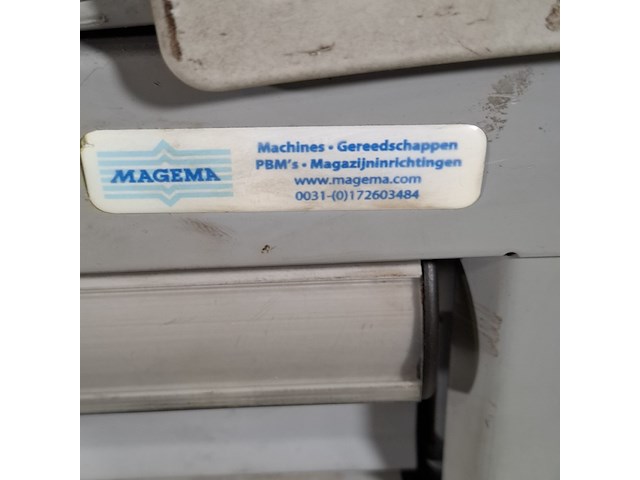 MAGEMA
Machines • Gereedschappen
PBM's • Magazijninrichtingen
www.magema.com
0031-(0)172603484